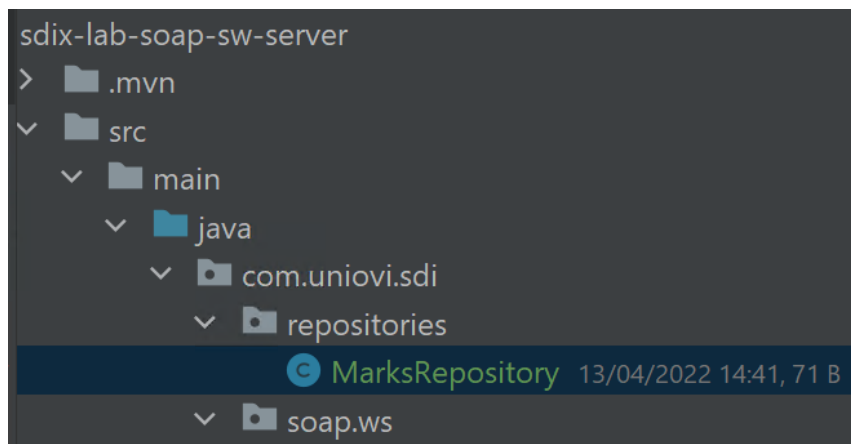 sdix-lab-soap-sw-server
.mvn
src
main
java
com.uniovi.sdi
repositories
MarksRepository 13/04/2022 14:41, 71 B
soap.ws